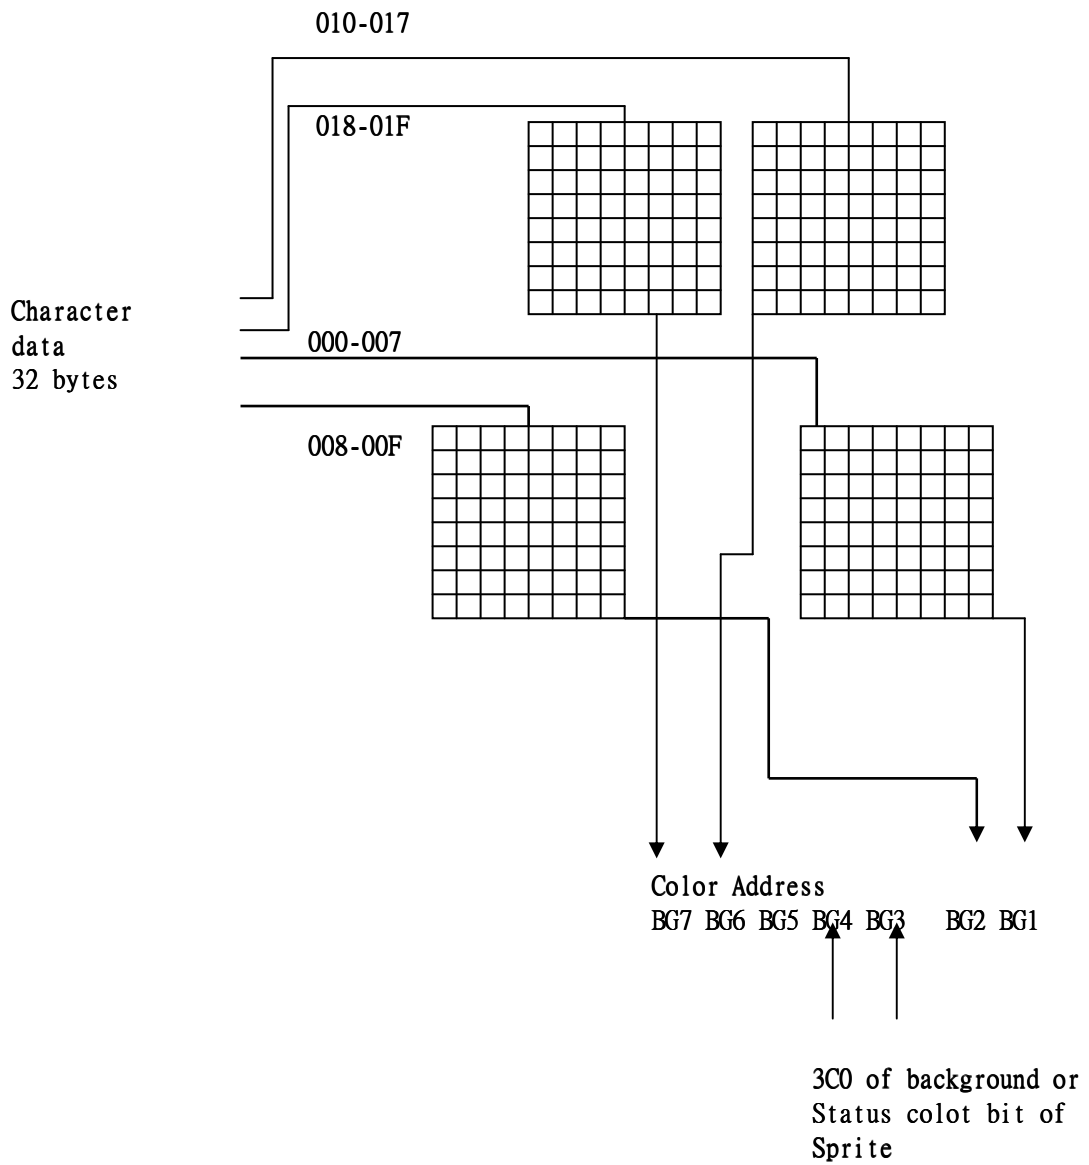 010-017
018-01F
Character
data
32 bytes
000-007
008-00F
Color Address
BG7 BG6 BG5 BG4 BG3 BG2 BG1
3C0 of background or
Status colot bit of
Sprite